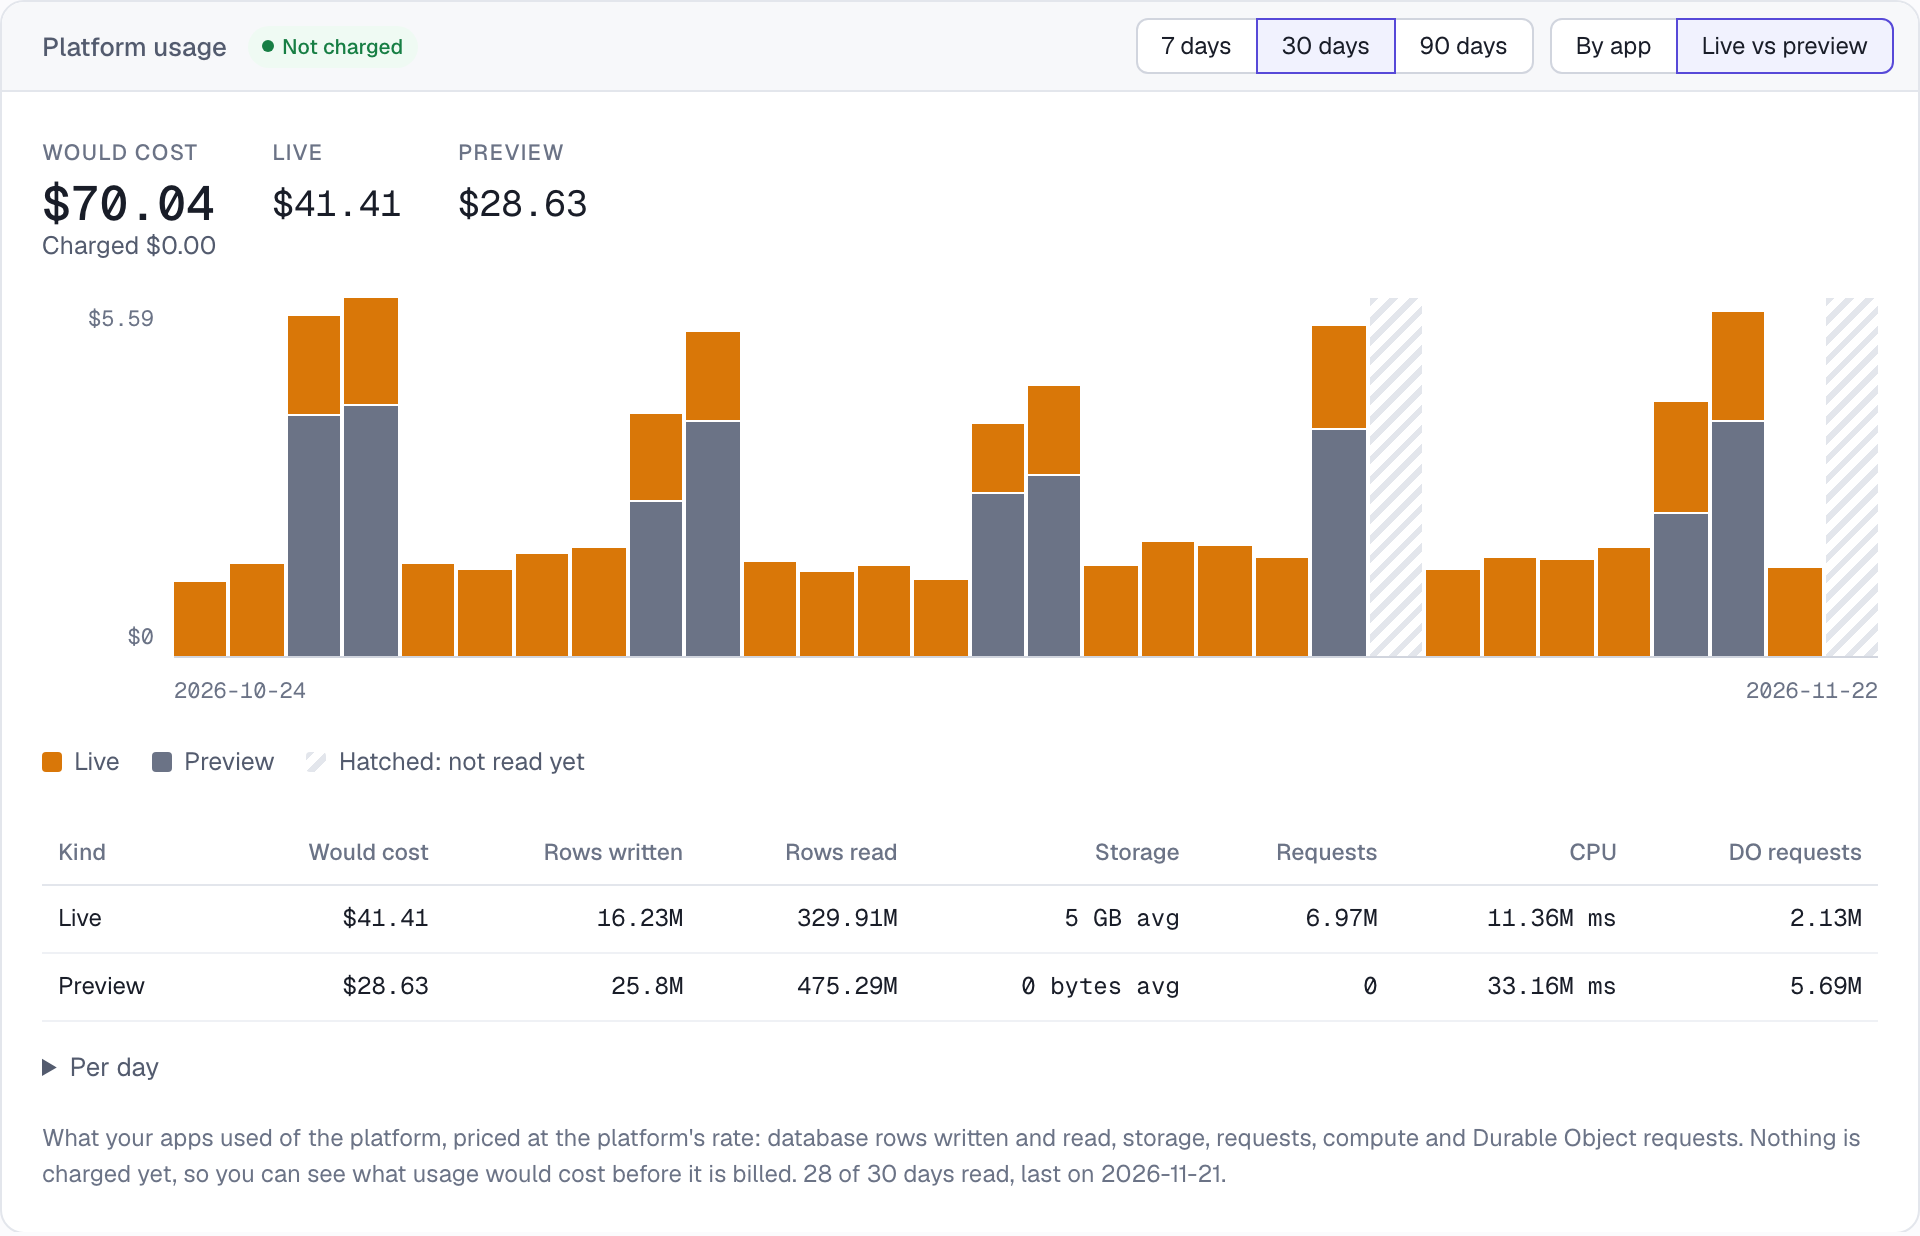 Platform usage
Not charged
7 days
30 days
90 days
By app
Live vs preview
WOULD COST
LIVE
PREVIEW
$70.04
$41.41
$28.63
Charged $0.00
$5.59
$0
2026-10-24
2026-11-22
Live
Preview
Hatched: not read yet
Kind Would cost Rows written Rows read Storage Requests CPU DO requests
Live $41.41 16.23M 329.91M 5 GB avg 6.97M 11.36M ms 2.13M
Preview $28.63 25.8M 475.29M 0 bytes avg 0 33.16M ms 5.69M
Per day
What your apps used of the platform, priced at the platform's rate: database rows written and read, storage, requests, compute and Durable Object requests. Nothing is
charged yet, so you can see what usage would cost before it is billed. 28 of 30 days read, last on 2026-11-21.